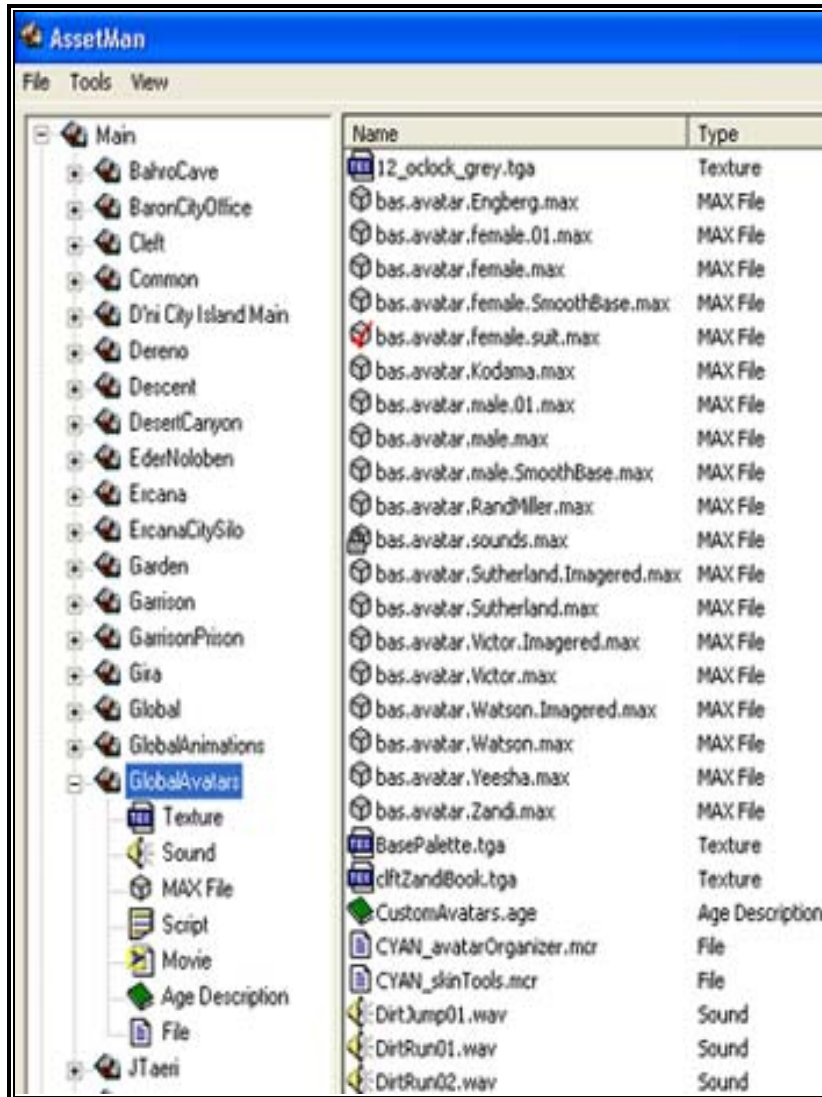 AssetMan
File Tools View
Main
BahroCave
BaronCityOffice
Cleft
Common
D'ni City Island Main
Dereno
Descent
DesertCanyon
EderNoloben
Ercana
ErcanaCitySilo
Garden
Garrison
GarrisonPrison
Gira
Global
GlobalAnimations
GlobalAvatars
Texture
Sound
MAX File
Script
Movie
Age Description
File
JTaeri
Name Type
12_oclock_grey.tga Texture
bas.avatar.Engberg.max MAX File
bas.avatar.female.01.max MAX File
bas.avatar.female.max MAX File
bas.avatar.female.SmoothBase.max MAX File
bas.avatar.female.suit.max MAX File
bas.avatar.Kodama.max MAX File
bas.avatar.male.01.max MAX File
bas.avatar.male.max MAX File
bas.avatar.male.SmoothBase.max MAX File
bas.avatar.RandMiller.max MAX File
bas.avatar.sounds.max MAX File
bas.avatar.Sutherland.Imagered.max MAX File
bas.avatar.Sutherland.max MAX File
bas.avatar.Victor.Imagered.max MAX File
bas.avatar.Victor.max MAX File
bas.avatar.Watson.Imagered.max MAX File
bas.avatar.Watson.max MAX File
bas.avatar.Yeesha.max MAX File
bas.avatar.Zandi.max MAX File
BasePalette.tga Texture
clftZandiBook.tga Texture
CustomAvatars.age Age Description
CYAN_avatarOrganizer.mcr File
CYAN_skinTools.mcr File
DirtJump01.wav Sound
DirtRun01.wav Sound
DirtRun02.wav Sound